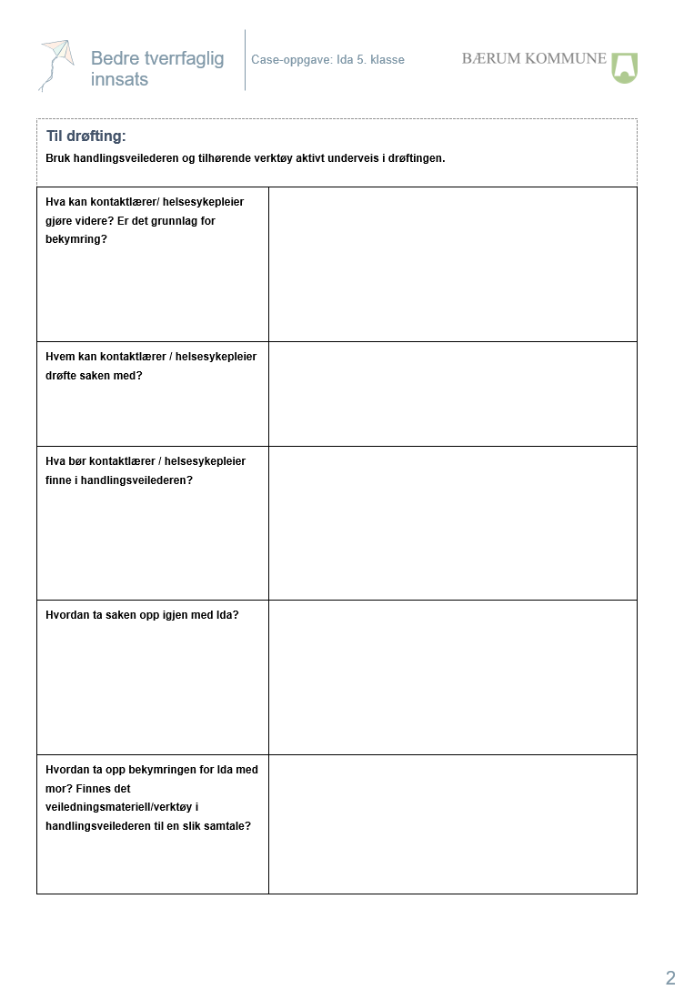 Bedre tverrfaglig
innsats
Case-oppgave: Ida 5. klasse
BÆRUM KOMMUNE
Til drøfting:
Bruk handlingsveilederen og tilhørende verktøy aktivt underveis i drøftingen.
Hva kan kontaktlærer/ helsesykepleier
gjøre videre? Er det grunnlag for
bekymring?
Hvem kan kontaktlærer / helsesykepleier
drøfte saken med?
Hva bør kontaktlærer / helsesykepleier
finne i handlingsveilederen?
Hvordan ta saken opp igjen med Ida?
Hvordan ta opp bekymringen for Ida med
mor? Finnes det
veiledningsmateriell/verktøy i
handlingsveilederen til en slik samtale?
2